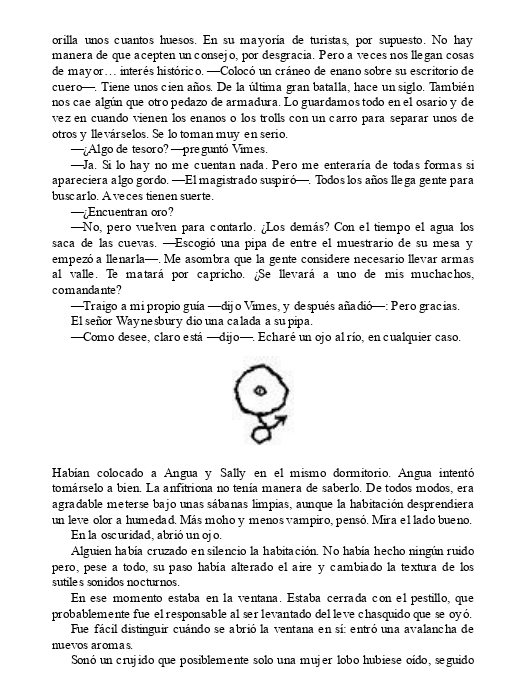 orilla unos cuantos huesos. En su mayoría de turistas, por supuesto. No hay
manera de que acepten un consejo, por desgracia. Pero a veces nos llegan cosas
de mayor… interés histórico. —Colocó un cráneo de enano sobre su escritorio de
cuero—. Tiene unos cien años. De la última gran batalla, hace un siglo. También
nos cae algún que otro pedazo de armadura. Lo guardamos todo en el osario y de
vez en cuando vienen los enanos o los trolls con un carro para separar unos de
otros y llevárselos. Se lo toman muy en serio.
—¿Algo de tesoro? —preguntó Vimes.
—Ja. Si lo hay no me cuentan nada. Pero me enteraría de todas formas si
apareciera algo gordo. —El magistrado suspiró—. Todos los años llega gente para
buscarlo. A veces tienen suerte.
—¿Encuentran oro?
—No, pero vuelven para contarlo. ¿Los demás? Con el tiempo el agua los
saca de las cuevas. —Escogió una pipa de entre el muestrario de su mesa y
empezó a llenarla—. Me asombra que la gente considere necesario llevar armas
al valle. Te matará por capricho. ¿Se llevará a uno de mis muchachos,
comandante?
—Traigo a mi propio guía —dijo Vimes, y después añadió—: Pero gracias.
El señor Waynesbury dio una calada a su pipa.
—Como desee, claro está —dijo—. Echaré un ojo al río, en cualquier caso.
Habían colocado a Angua y Sally en el mismo dormitorio. Angua intentó
tomárselo a bien. La anfitriona no tenía manera de saberlo. De todos modos, era
agradable meterse bajo unas sábanas limpias, aunque la habitación desprendiera
un leve olor a humedad. Más moho y menos vampiro, pensó. Mira el lado bueno.
En la oscuridad, abrió un ojo.
Alguien había cruzado en silencio la habitación. No había hecho ningún ruido
pero, pese a todo, su paso había alterado el aire y cambiado la textura de los
sutiles sonidos nocturnos.
En ese momento estaba en la ventana. Estaba cerrada con el pestillo, que
probablemente fue el responsable al ser levantado del leve chasquido que se oyó.
Fue fácil distinguir cuándo se abrió la ventana en sí: entró una avalancha de
nuevos aromas.
Sonó un crujido que posiblemente solo una mujer lobo hubiese oído, seguido